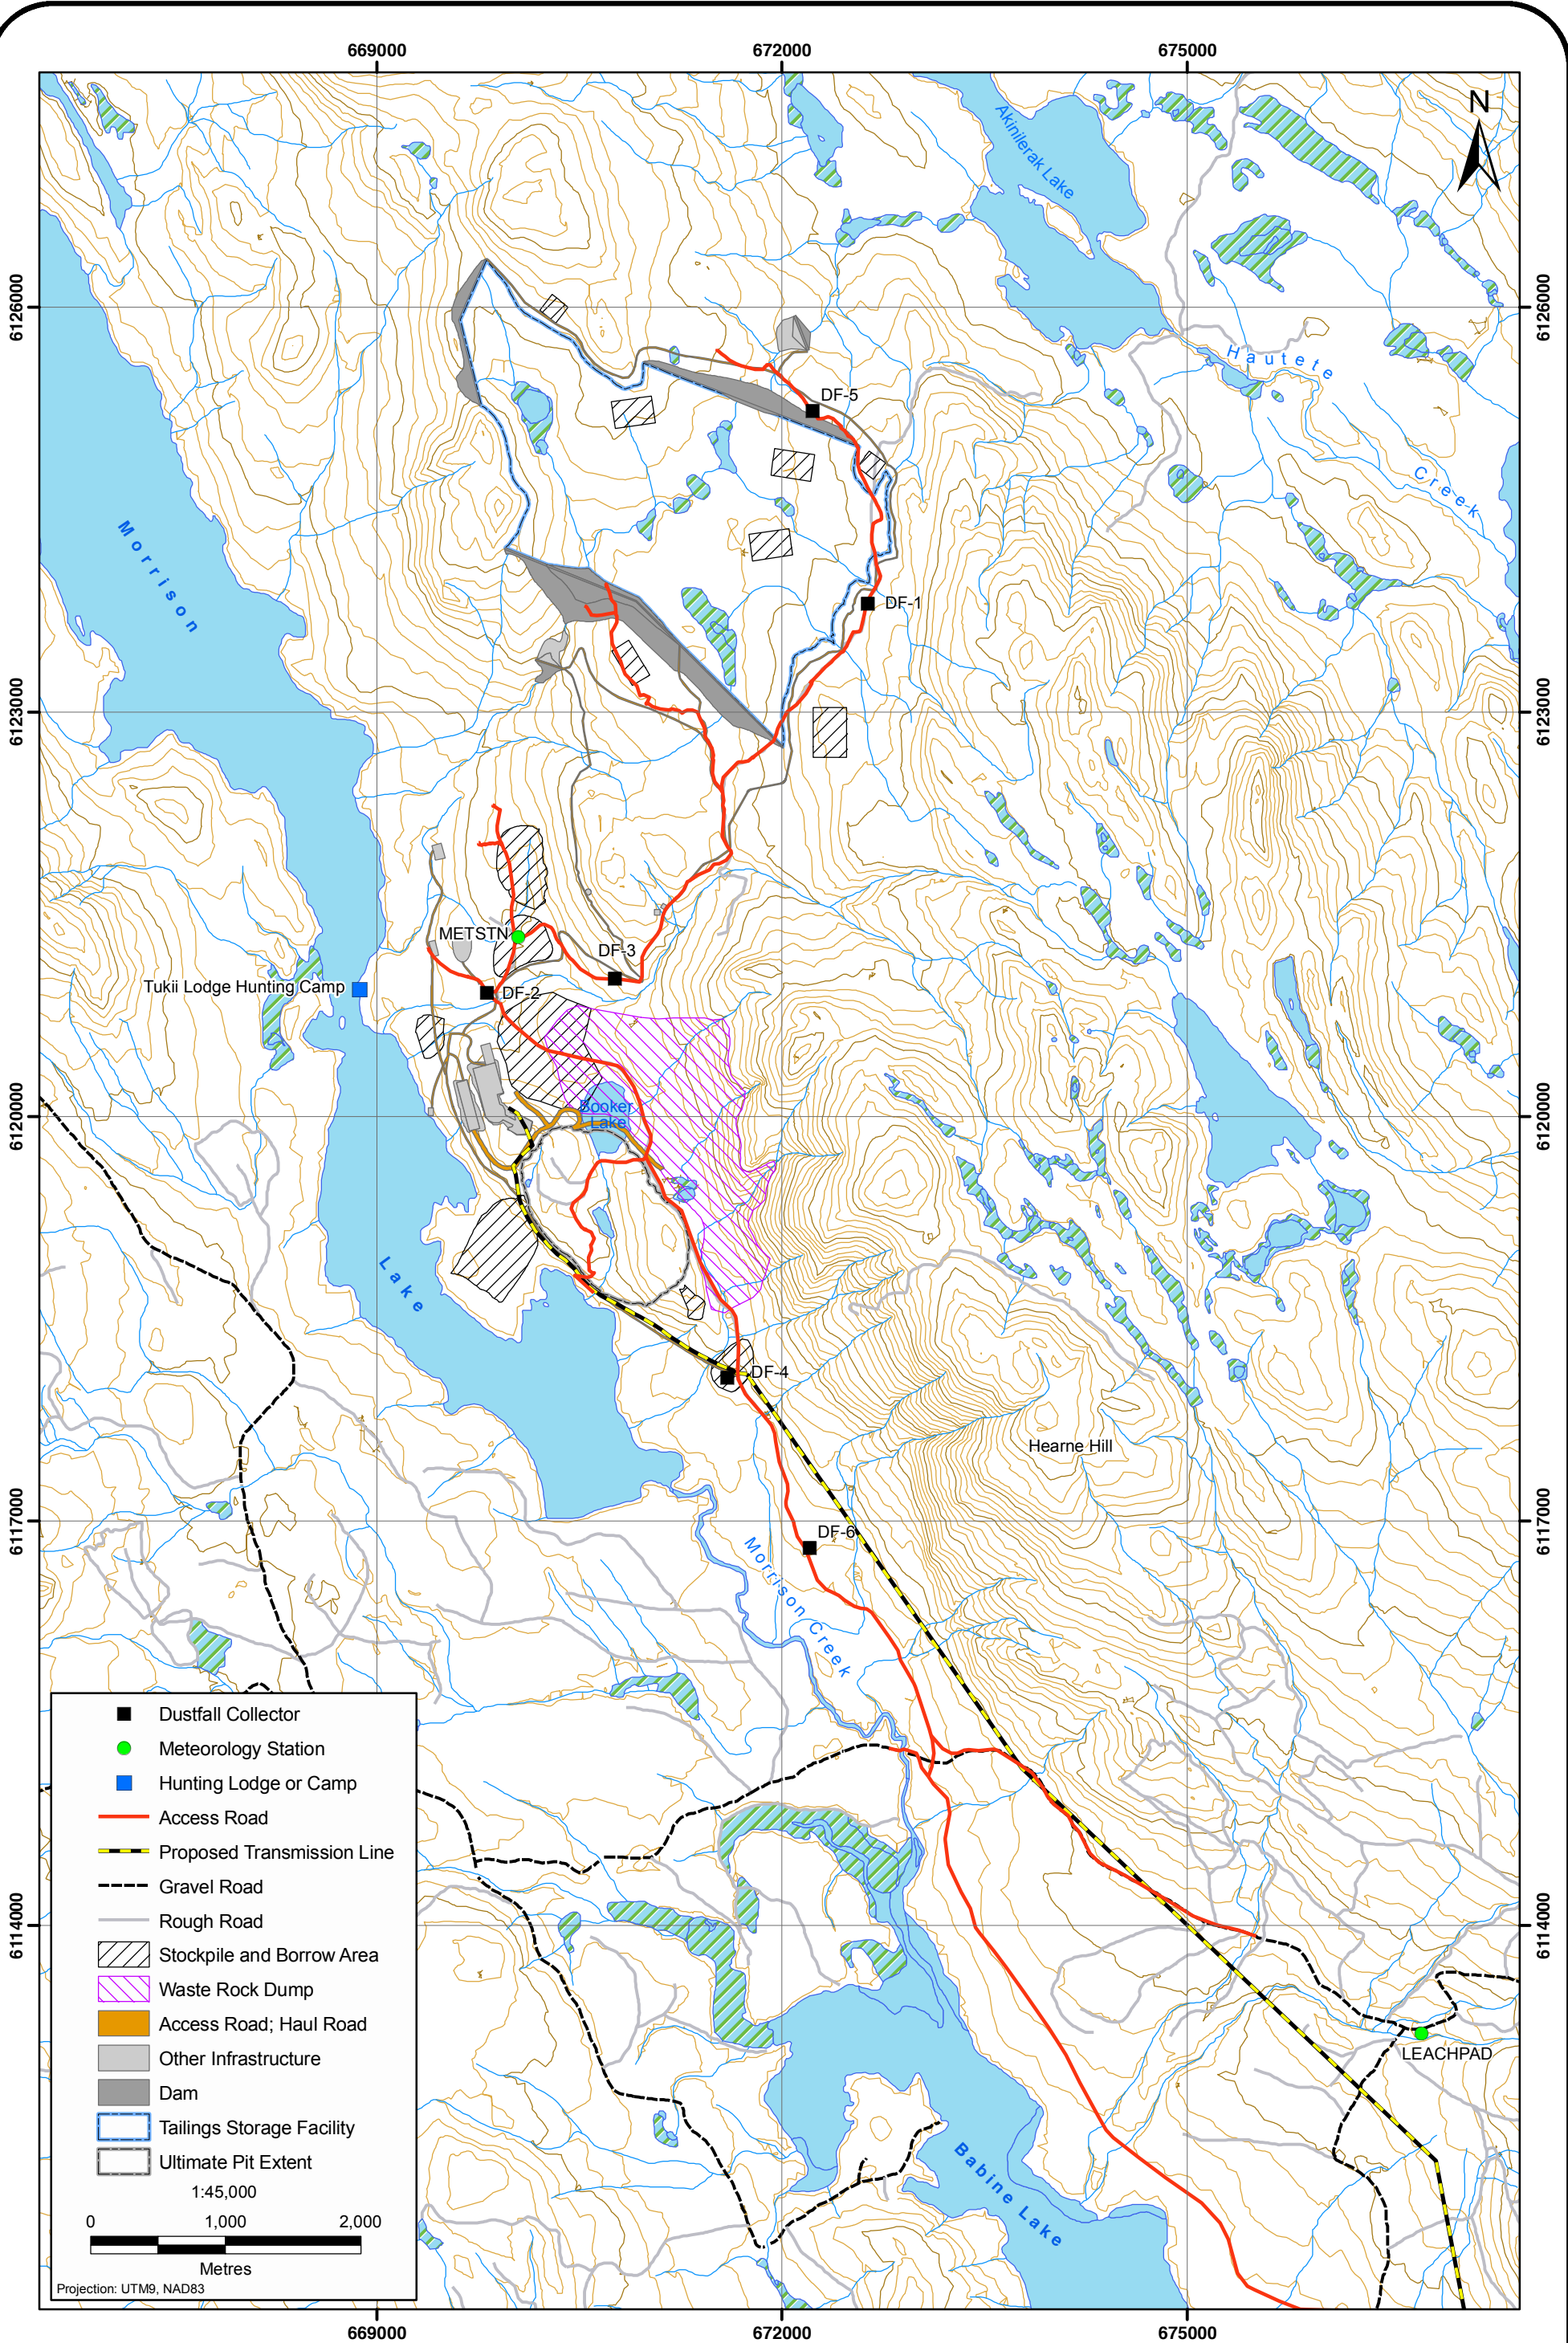 669000
672000
675000
N
Akinilerak Lake
6126000
6126000
Hautete
Creek
DF-5
Morrison
DF-1
6123000
6123000
METSTN
DF-3
Tukii Lodge Hunting Camp
DF-2
6120000
6120000
Booker
Lake
Lake
DF-4
Hearne Hill
6117000
6117000
DF-6
Morrison Creek
Dustfall Collector
Meteorology Station
Hunting Lodge or Camp
Access Road
Proposed Transmission Line
Gravel Road
Rough Road
Stockpile and Borrow Area
Waste Rock Dump
Access Road; Haul Road
Other Infrastructure
Dam
Tailings Storage Facility
Ultimate Pit Extent
1:45,000
0 1,000 2,000
Metres
Projection: UTM9, NAD83
6114000
6114000
LEACHPAD
Babine Lake
669000
672000
675000